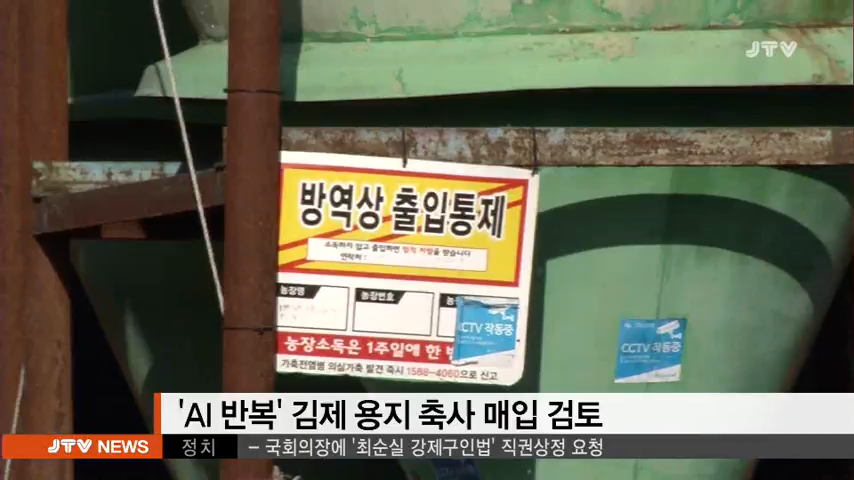 JTV
방역상 출입통제
소독하지 않고 출입하면 법적 처벌을 받습니다
연락처 :
농장명
농장번호
농
CCTV 작동중
CCTV 작동중
농장소독은 1주일에 한
가축전염병 의심가축 발견 즉시 1588-4060으로 신고
'AI 반복' 김제 용지 축사 매입 검토
JTV NEWS
정치 - 국회의장에 '최순실 강제구인법' 직권상정 요청